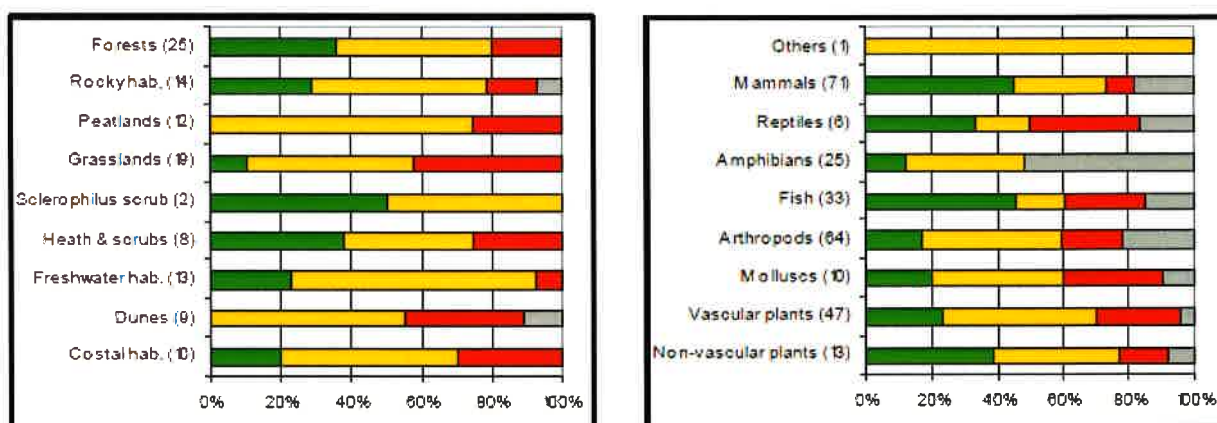 Forests (25)
Rocky hab. (14)
Peatlands (12)
Grasslands (19)
Sclerophilus scrub (2)
Heath & scrubs (8)
Freshwater hab. (13)
Dunes (9)
Costal hab. (10)
0% 20% 40% 60% 80% 100%
Others (1)
Mammals (71)
Reptiles (6)
Amphibians (25)
Fish (33)
Arthropods (64)
Molluscs (10)
Vascular plants (47)
Non-vascular plants (13)
0% 20% 40% 60% 80% 100%